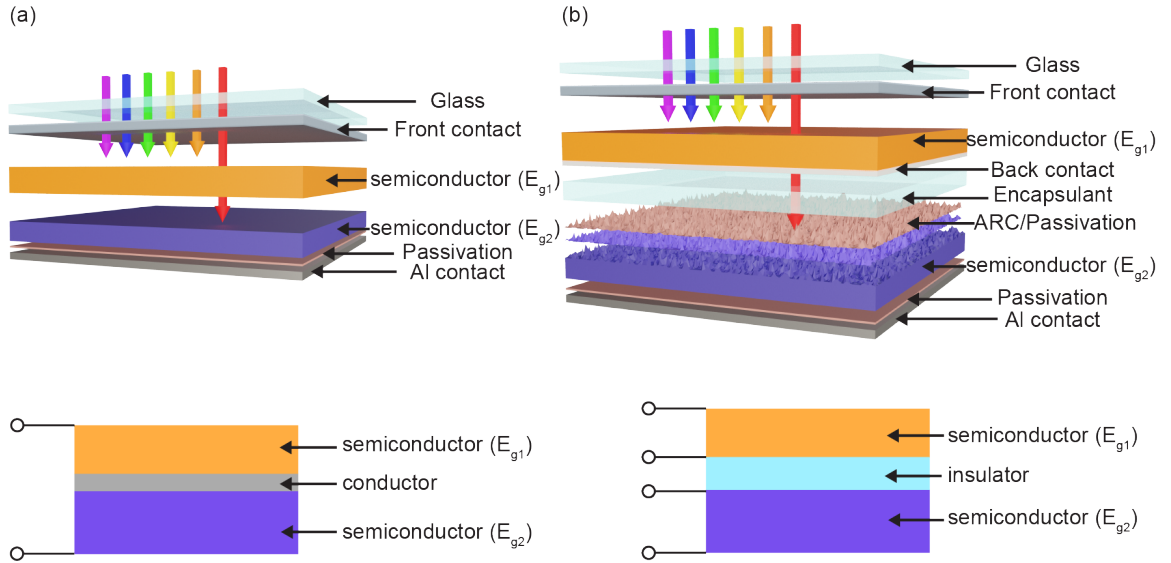 (a)
Glass
Front contact
semiconductor (Eg1)
semiconductor (Eg2)
Passivation
Al contact
semiconductor (Eg1)
conductor
semiconductor (Eg2)
(b)
Glass
Front contact
semiconductor (Eg1)
Back contact
Encapsulant
ARC/Passivation
semiconductor (Eg2)
Passivation
Al contact
semiconductor (Eg1)
insulator
semiconductor (Eg2)